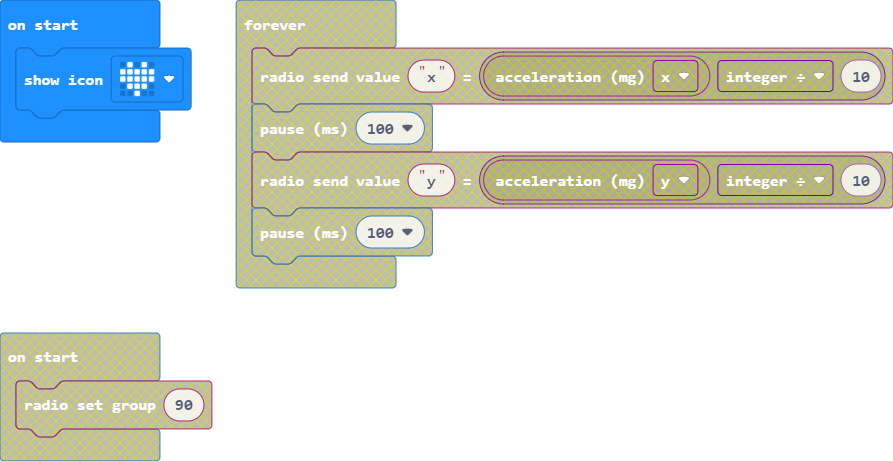 on start
show icon
forever
radio send value "x" = acceleration (mg) x integer ÷ 10
pause (ms) 100
radio send value "y" = acceleration (mg) y integer ÷ 10
pause (ms) 100
on start
radio set group 90